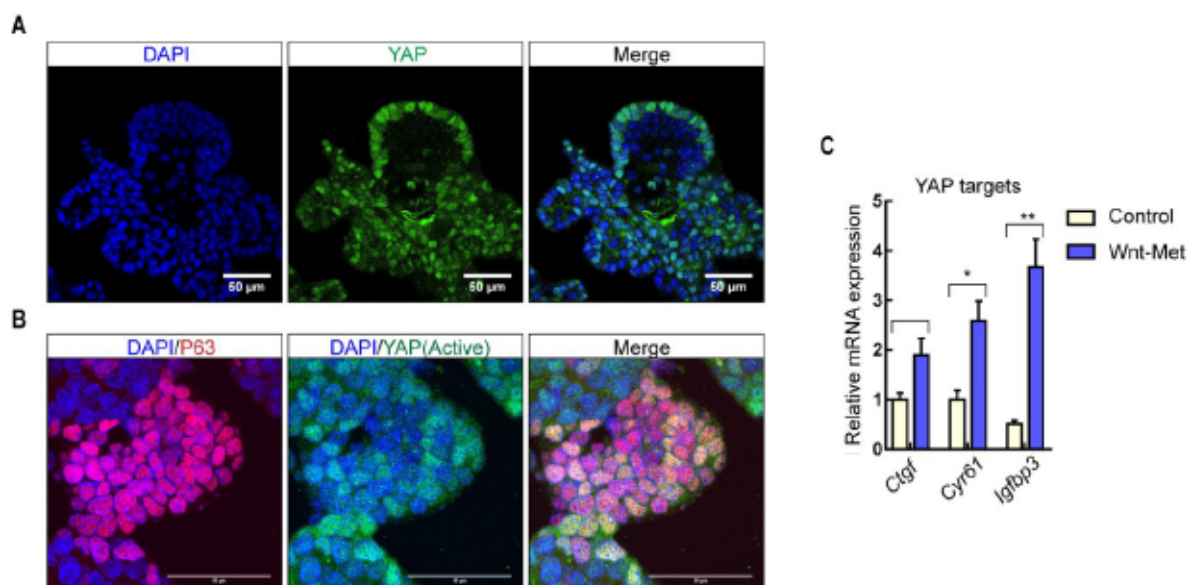 A
DAPI
YAP
Merge
50 µm
50 µm
50 µm
B
DAPI/P63
DAPI/YAP(Active)
Merge
C
YAP targets
Relative mRNA expression
5
4
3
2
1
0
*
**
Ctgf
Cyr61
Igfbp3
Control
Wnt-Met